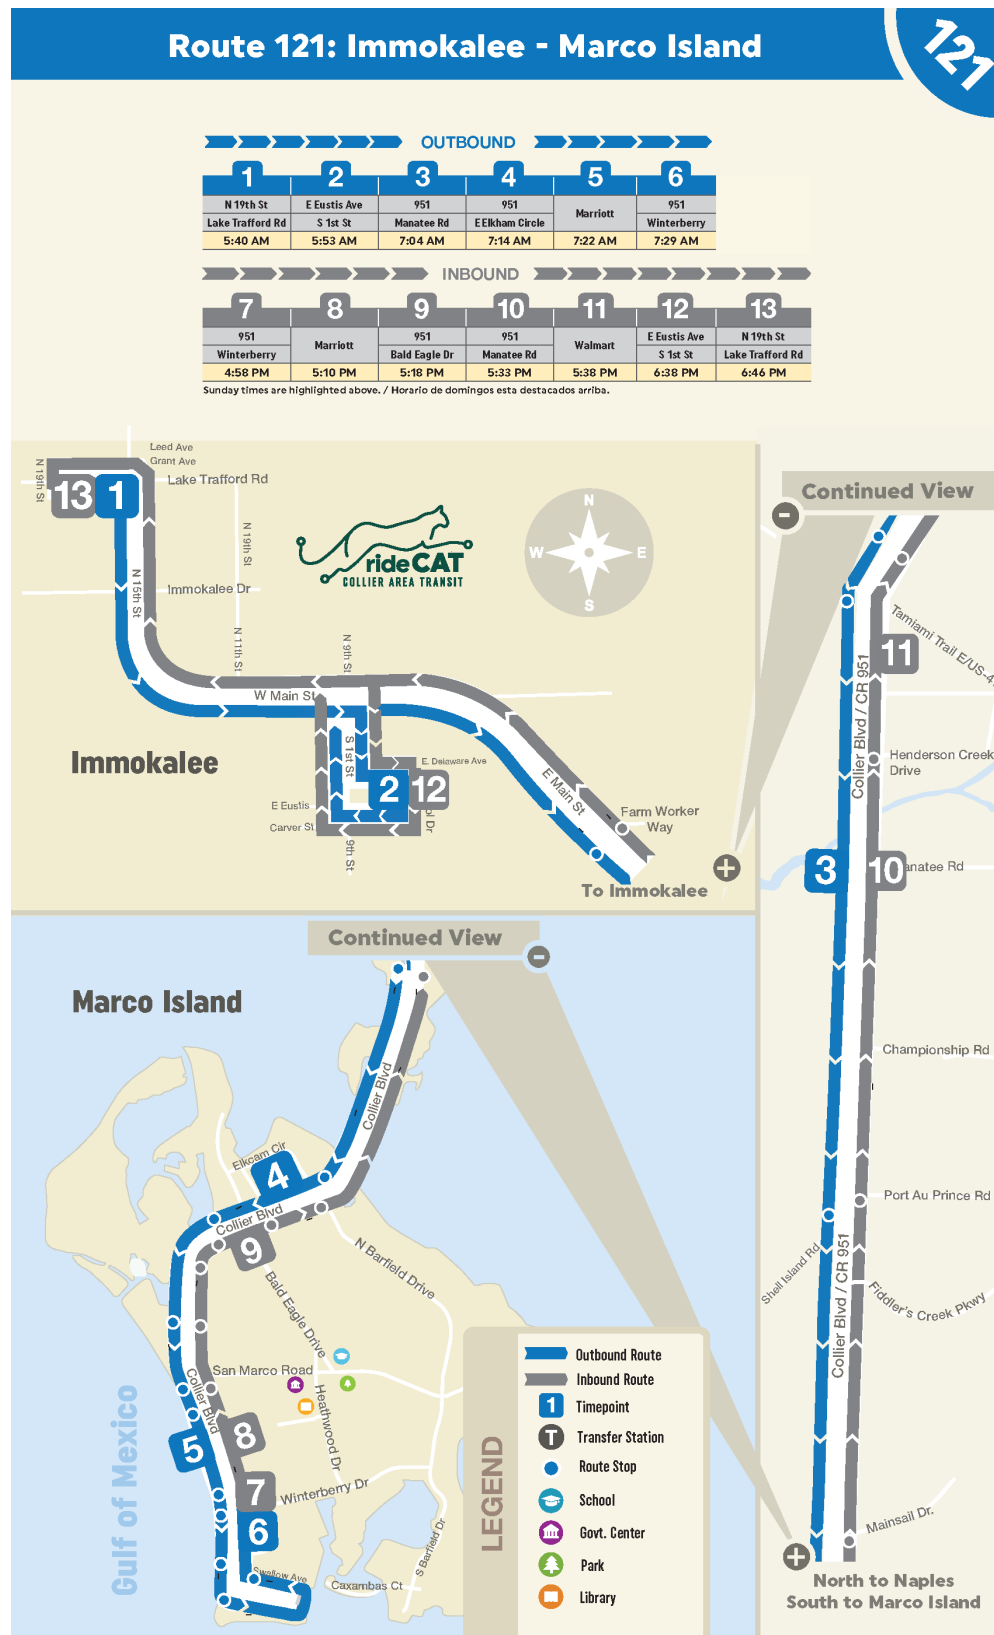 Route 121: Immokalee - Marco Island
121
OUTBOUND
1 2 3 4 5 6
N 19th St E Eustis Ave 951 951 Marriott 951
Lake Trafford Rd S 1st St Manatee Rd E Elkham Circle Winterberry
5:40 AM 5:53 AM 7:04 AM 7:14 AM 7:22 AM 7:29 AM
INBOUND
7 8 9 10 11 12 13
951 Marriott 951 951 Walmart E Eustis Ave N 19th St
Winterberry Bald Eagle Dr Manatee Rd S 1st St Lake Trafford Rd
4:58 PM 5:10 PM 5:18 PM 5:33 PM 5:38 PM 6:38 PM 6:46 PM
Sunday times are highlighted above. / Horario de domingos esta destacados arriba.
Leed Ave
Grant Ave
N 19th St
Lake Trafford Rd
13 1
N 19th St
N 15th St
Immokalee Dr
N 11th St
N 9th St
W Main St
rideCAT
COLLIER AREA TRANSIT
N
W E
S
Immokalee
S 1st St
E. Delaware Ave
2 12
E Eustis
Carver St
ol Dr
9th St
E Main St
Farm Worker
Way
To Immokalee
+
Continued View
-
Tamiami Trail E/US-4
11
Collier Blvd / CR 951
Henderson Creek
Drive
3
10
anatee Rd
Championship Rd
Port Au Prince Rd
Shell Island Rd
Collier Blvd / CR 951
Fiddler's Creek Pkwy
Mainsail Dr.
+
North to Naples
South to Marco Island
Continued View
-
Marco Island
Collier Blvd
Elkcam Cir
4
Collier Blvd
9
N Barfield Drive
Bald Eagle Drive
San Marco Road
Collier Blvd
Heathwood Dr
5
8
7
Winterberry Dr
6
Swallow Ave
Caxambas Ct
S Barfield Dr
Gulf of Mexico
LEGEND
Outbound Route
Inbound Route
1 Timepoint
T Transfer Station
Route Stop
School
Govt. Center
Park
Library